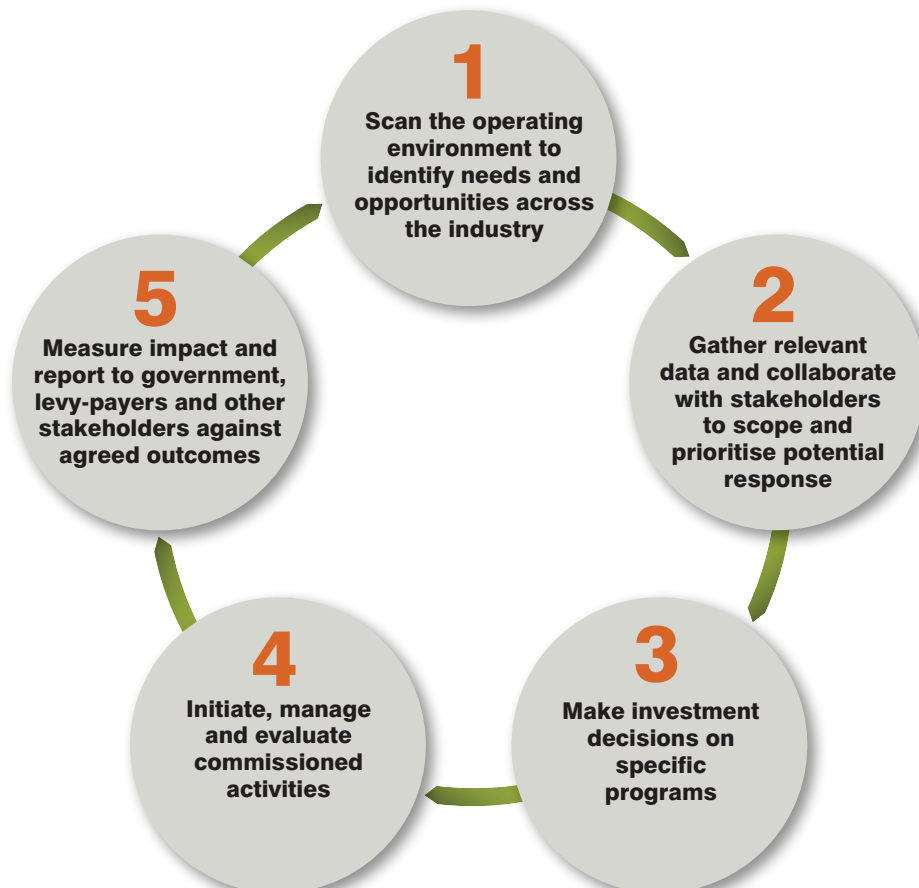 1
Scan the operating
environment to
identify needs and
opportunities across
the industry
2
Gather relevant
data and collaborate
with stakeholders
to scope and
prioritise potential
response
3
Make investment
decisions on
specific
programs
4
Initiate, manage
and evaluate
commissioned
activities
5
Measure impact and
report to government,
levy-payers and other
stakeholders against
agreed outcomes